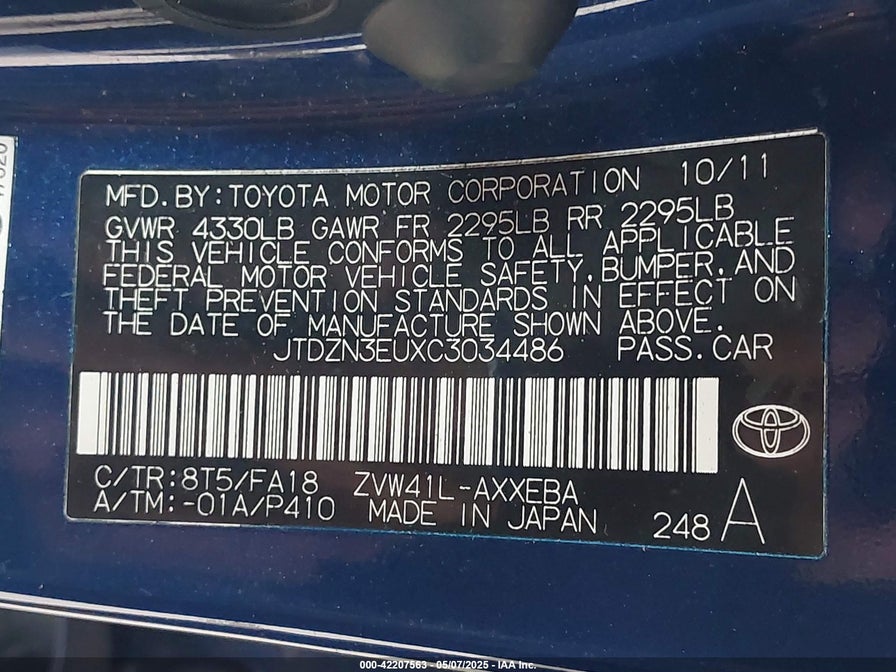 MFD.BY:TOYOTA MOTOR CORPORATION 10/11
GVWR 4330LB GAWR FR 2295LB RR 2295LB
THIS VEHICLE CONFORMS TO ALL APPLICABLE
FEDERAL MOTOR VEHICLE SAFETY,BUMPER,AND
THEFT PREVENTION STANDARDS IN EFFECT ON
THE DATE OF MANUFACTURE SHOWN ABOVE.
JTDZN3EUXC3034486 PASS.CAR
C/TR:8T5/FA18 ZVW41L-AXXEBA
A/TM:-01A/P410 MADE IN JAPAN 248 A
000-42207563 - 05/07/2025 - IAA Inc.